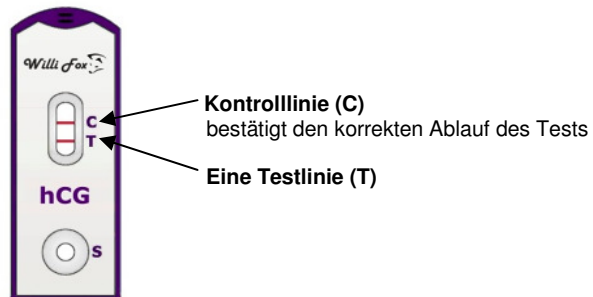 Willi Fox
C
T
hCG
S
Kontrolllinie (C)
bestätigt den korrekten Ablauf des Tests
Eine Testlinie (T)